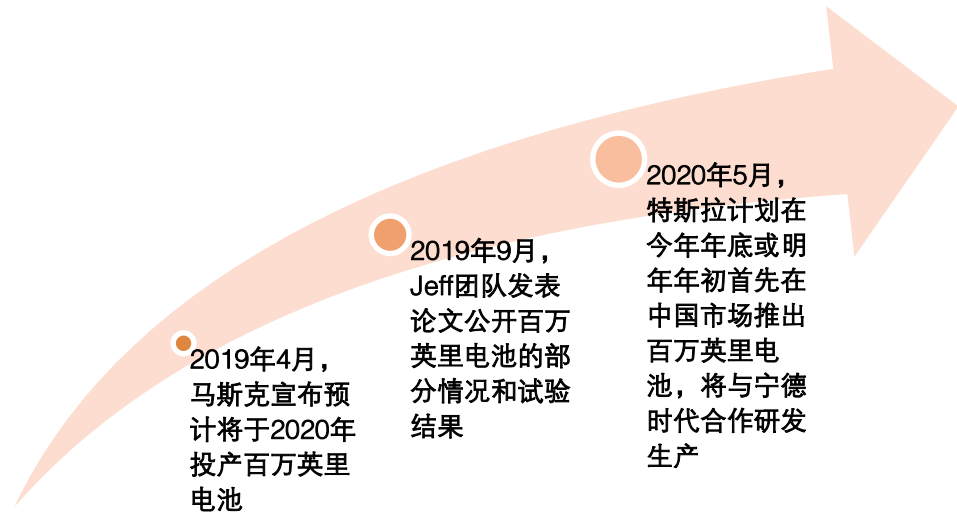 2019年4月，
马斯克宣布预
计将于2020年
投产百万英里
电池
2019年9月，
Jeff团队发表
论文公开百万
英里电池的部
分情况和试验
结果
2020年5月，
特斯拉计划在
今年年底或明
年年初首先在
中国市场推出
百万英里电
池，将与宁德
时代合作研发
生产